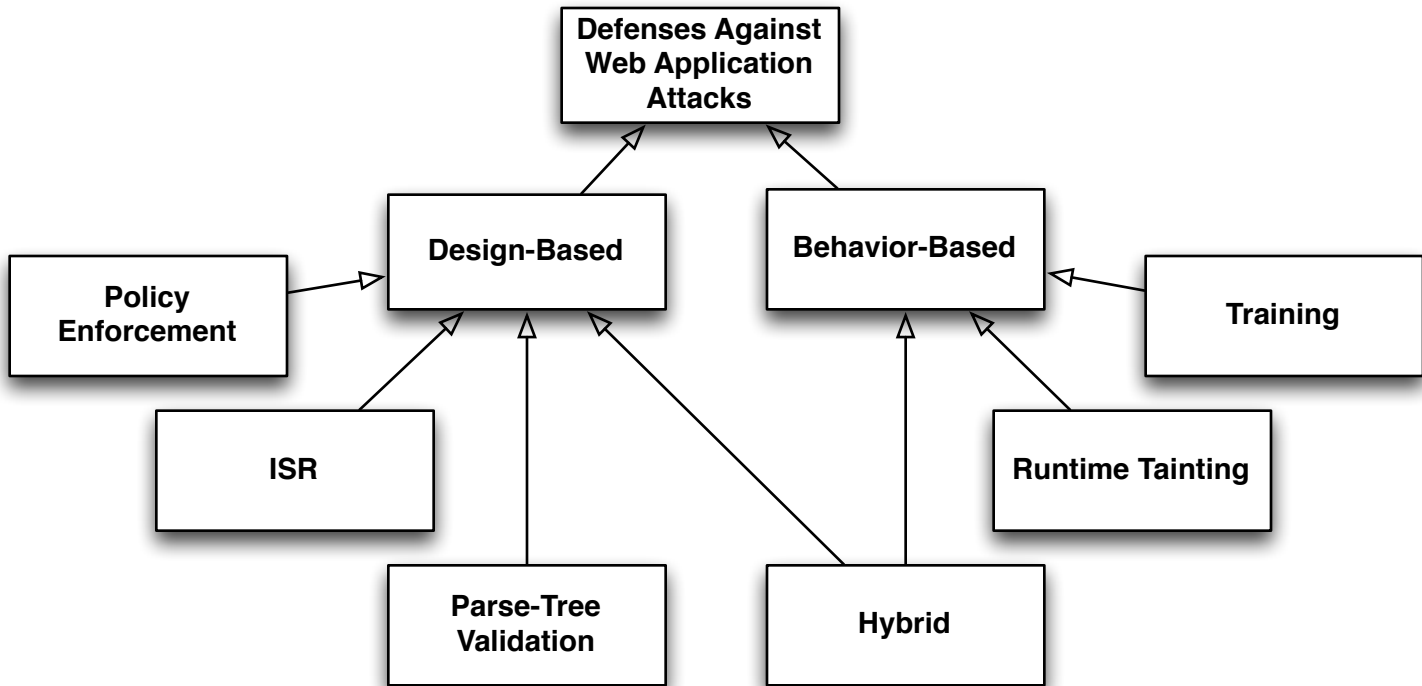 Defenses Against
Web Application
Attacks
Design-Based
Behavior-Based
Policy
Enforcement
Training
ISR
Runtime Tainting
Parse-Tree
Validation
Hybrid